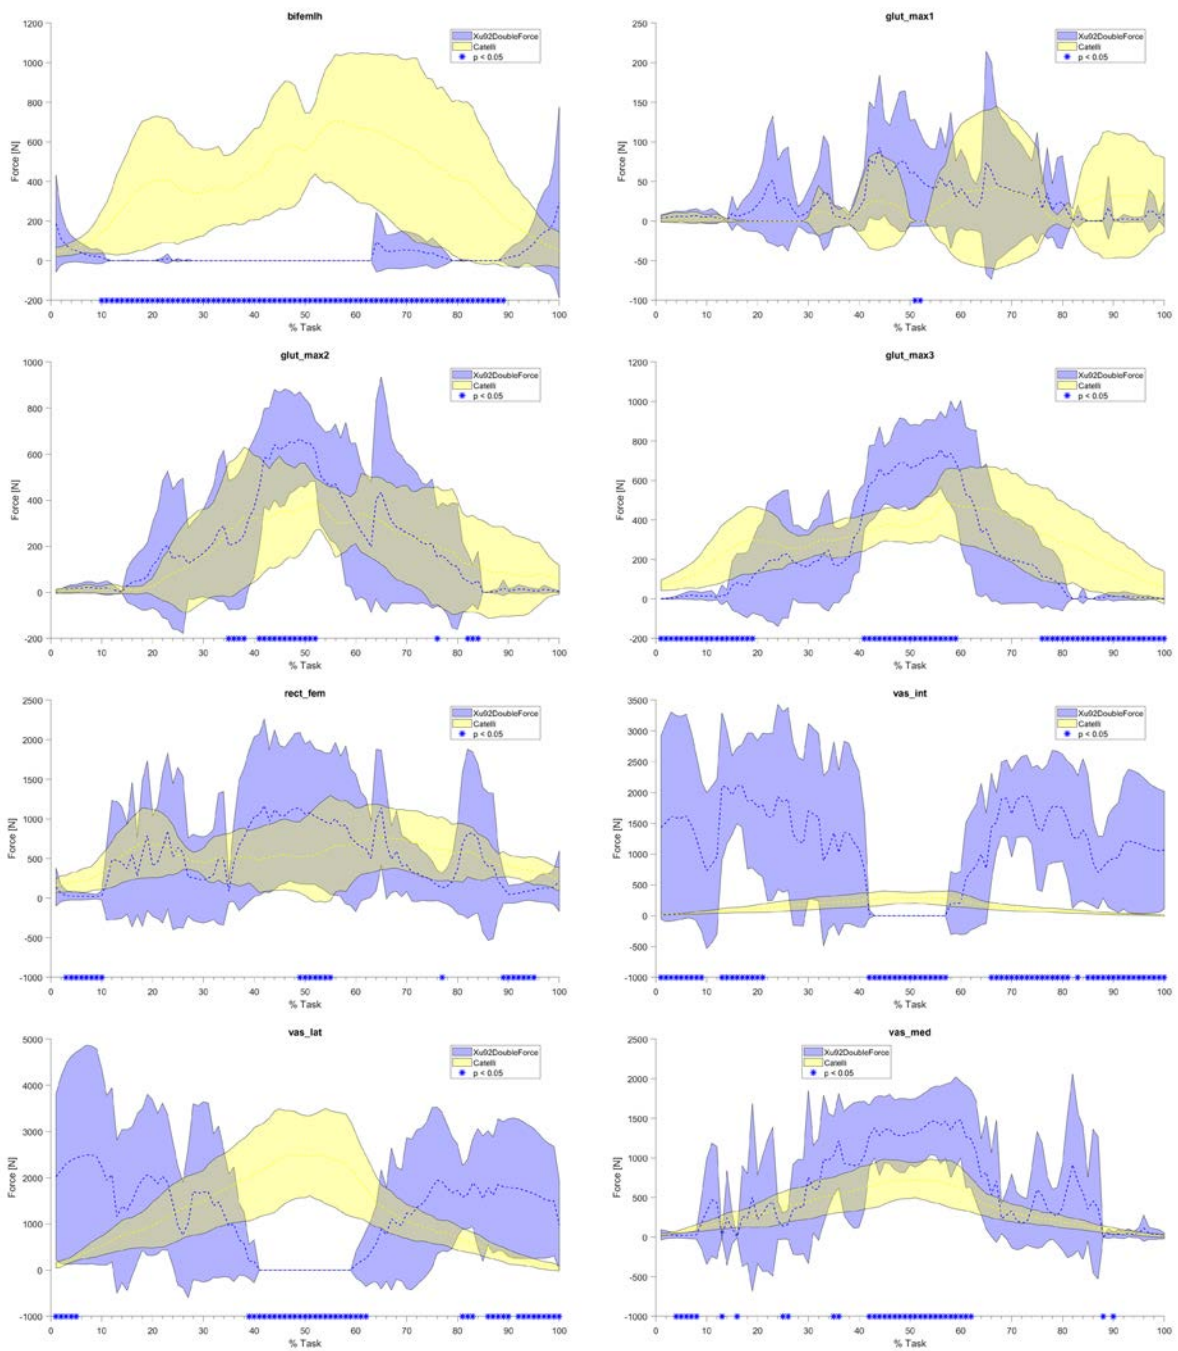 bifemlh
Xu92DoubleForce
Catelli
p < 0.05
Force [N]
1200
1000
800
600
400
200
0
-200
0 10 20 30 40 50 60 70 80 90 100
% Task
glut_max1
Xu92DoubleForce
Catelli
p < 0.05
Force [N]
250
200
150
100
50
0
-50
-100
0 10 20 30 40 50 60 70 80 90 100
% Task
glut_max2
Xu92DoubleForce
Catelli
p < 0.05
Force [N]
1000
800
600
400
200
0
-200
0 10 20 30 40 50 60 70 80 90 100
% Task
glut_max3
Xu92DoubleForce
Catelli
p < 0.05
Force [N]
1200
1000
800
600
400
200
0
-200
0 10 20 30 40 50 60 70 80 90 100
% Task
rect_fem
Xu92DoubleForce
Catelli
p < 0.05
Force [N]
2500
2000
1500
1000
500
0
-500
-1000
0 10 20 30 40 50 60 70 80 90 100
% Task
vas_int
Xu92DoubleForce
Catelli
p < 0.05
Force [N]
3500
3000
2500
2000
1500
1000
500
0
-500
-1000
0 10 20 30 40 50 60 70 80 90 100
% Task
vas_lat
Xu92DoubleForce
Catelli
p < 0.05
Force [N]
5000
4000
3000
2000
1000
0
-1000
0 10 20 30 40 50 60 70 80 90 100
% Task
vas_med
Xu92DoubleForce
Catelli
p < 0.05
Force [N]
2500
2000
1500
1000
500
0
-500
-1000
0 10 20 30 40 50 60 70 80 90 100
% Task